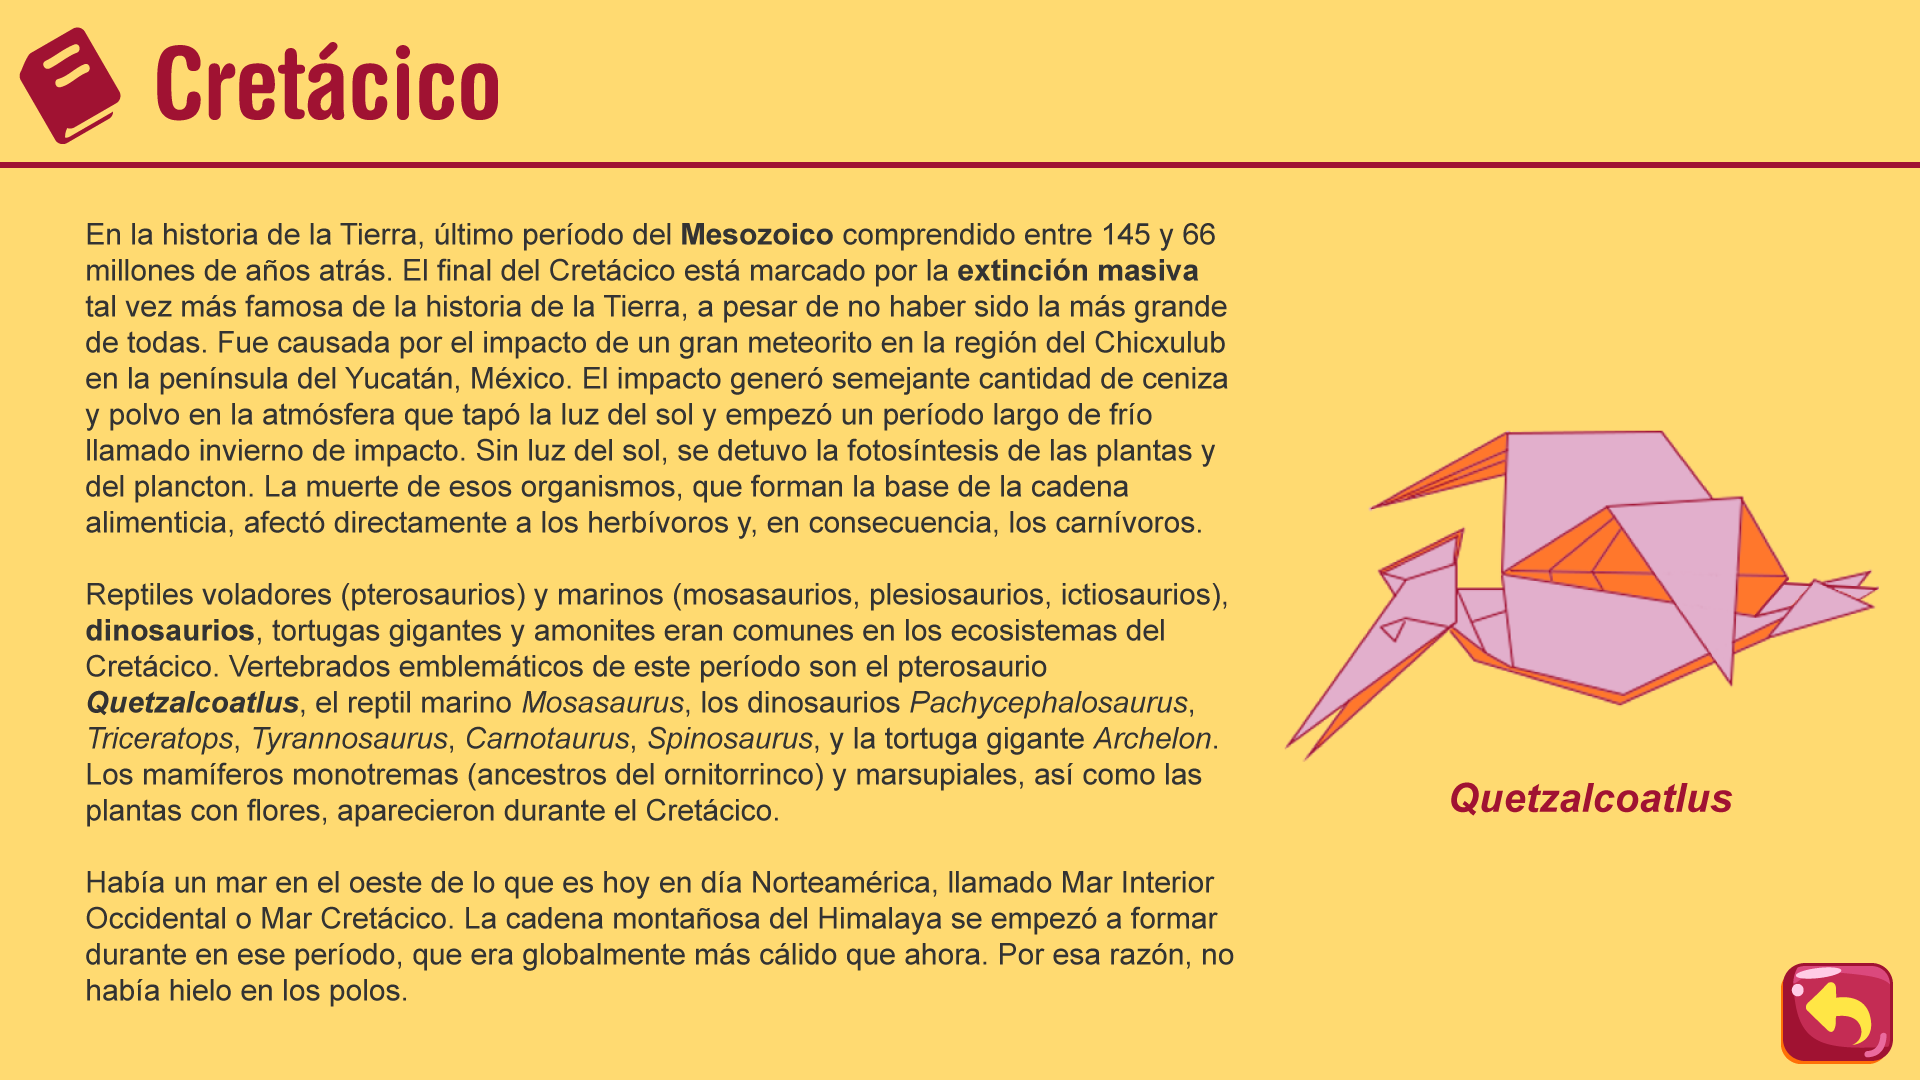 Cretácico
En la historia de la Tierra, último período del Mesozoico comprendido entre 145 y 66
millones de años atrás. El final del Cretácico está marcado por la extinción masiva
tal vez más famosa de la historia de la Tierra, a pesar de no haber sido la más grande
de todas. Fue causada por el impacto de un gran meteorito en la región del Chicxulub
en la península del Yucatán, México. El impacto generó semejante cantidad de ceniza
y polvo en la atmósfera que tapó la luz del sol y empezó un período largo de frío
llamado invierno de impacto. Sin luz del sol, se detuvo la fotosíntesis de las plantas y
del plancton. La muerte de esos organismos, que forman la base de la cadena
alimenticia, afectó directamente a los herbívoros y, en consecuencia, los carnívoros.
Reptiles voladores (pterosaurios) y marinos (mosasaurios, plesiosaurios, ictiosaurios),
dinosaurios, tortugas gigantes y amonites eran comunes en los ecosistemas del
Cretácico. Vertebrados emblemáticos de este período son el pterosaurio
Quetzalcoatlus, el reptil marino Mosasaurus, los dinosaurios Pachycephalosaurus,
Triceratops, Tyrannosaurus, Carnotaurus, Spinosaurus, y la tortuga gigante Archelon.
Los mamíferos monotremas (ancestros del ornitorrinco) y marsupiales, así como las
plantas con flores, aparecieron durante el Cretácico.
Había un mar en el oeste de lo que es hoy en día Norteamérica, llamado Mar Interior
Occidental o Mar Cretácico. La cadena montañosa del Himalaya se empezó a formar
durante en ese período, que era globalmente más cálido que ahora. Por esa razón, no
había hielo en los polos.
Quetzalcoatlus